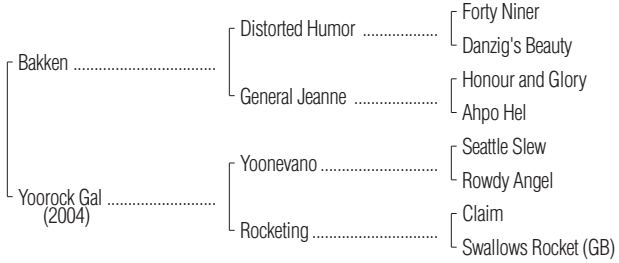 Forty Niner
Distorted Humor ..................
Danzig's Beauty
Bakken ..................................
Honour and Glory
General Jeanne ....................
Ahpo Hel
Seattle Slew
Yoonevano ...........................
Rowdy Angel
Yoorock Gal ..........................
(2004)
Claim
Rocketing ..............................
Swallows Rocket (GB)